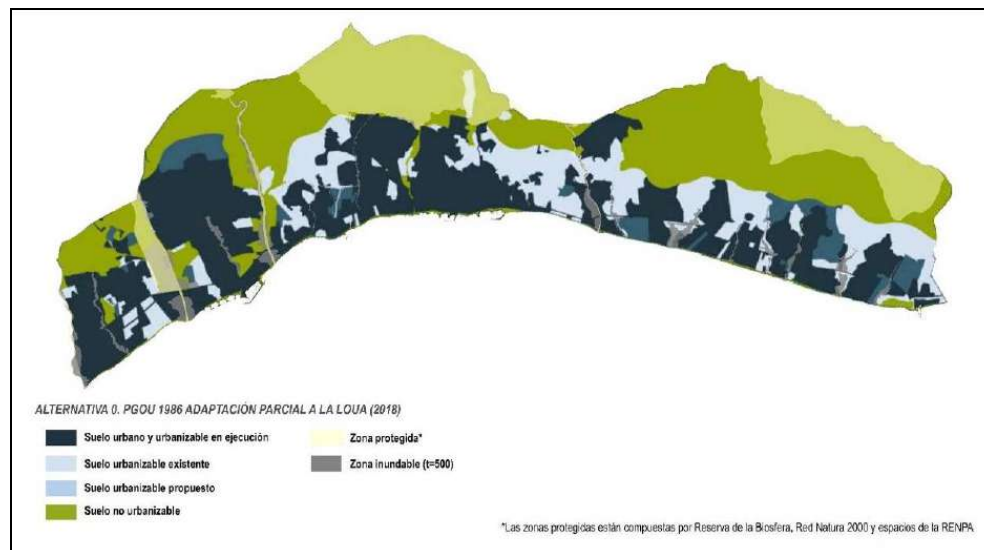 ALTERNATIVA 0. PGOU 1986 ADAPTACIÓN PARCIAL A LA LOUA (2018)
Suelo urbano y urbanizable en ejecución
Suelo urbanizable existente
Suelo urbanizable propuesto
Suelo no urbanizable
Zona protegida*
Zona inundable (t=500)
*Las zonas protegidas están compuestas por Reserva de la Biosfera, Red Natura 2000 y espacios de la RENPA